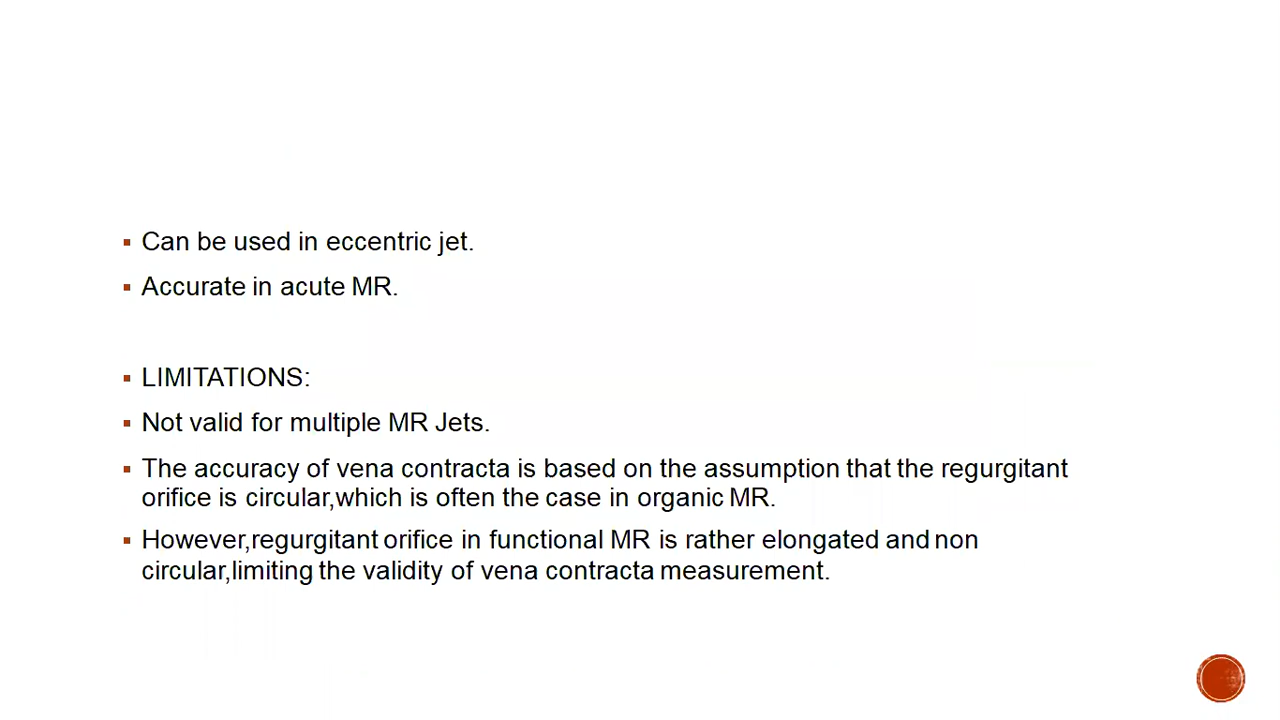 Can be used in eccentric jet.
Accurate in acute MR.
LIMITATIONS:
Not valid for multiple MR Jets.
The accuracy of vena contracta is based on the assumption that the regurgitant
orifice is circular,which is often the case in organic MR.
However,regurgitant orifice in functional MR is rather elongated and non
circular,limiting the validity of vena contracta measurement.